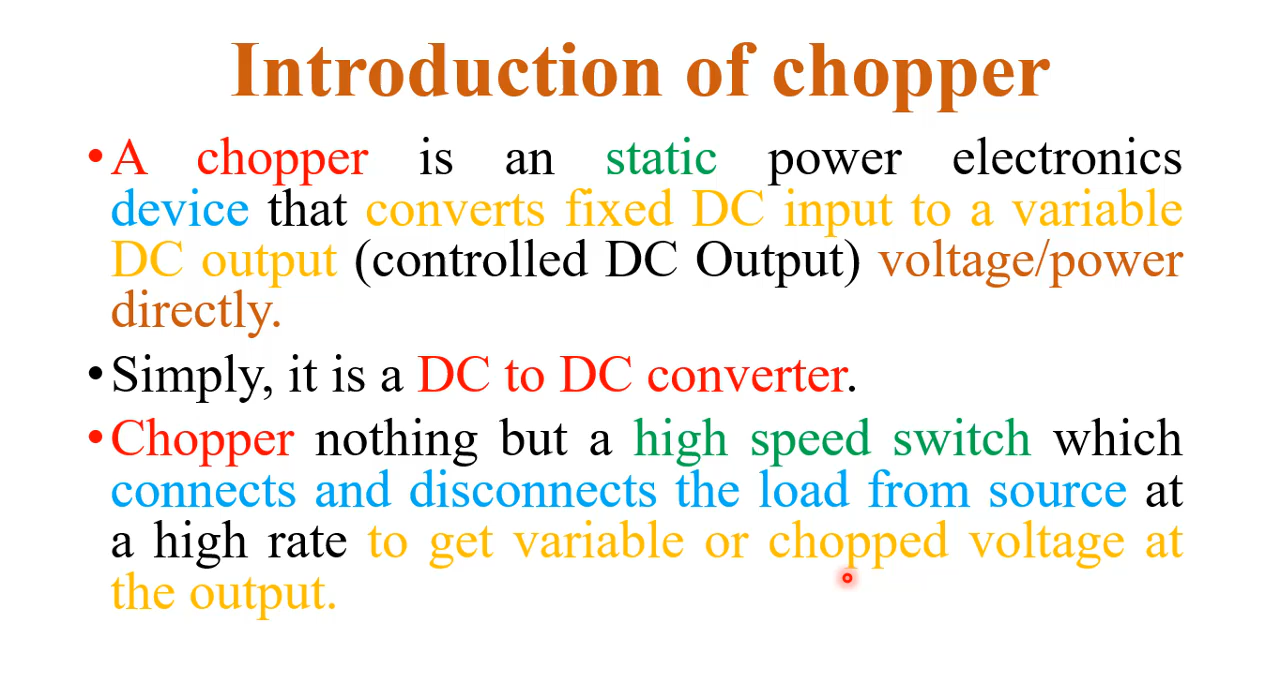 Introduction of chopper
•A chopper is an static power electronics
device that converts fixed DC input to a variable
DC output (controlled DC Output) voltage/power
directly.
•Simply, it is a DC to DC converter.
•Chopper nothing but a high speed switch which
connects and disconnects the load from source at
a high rate to get variable or chopped voltage at
the output.